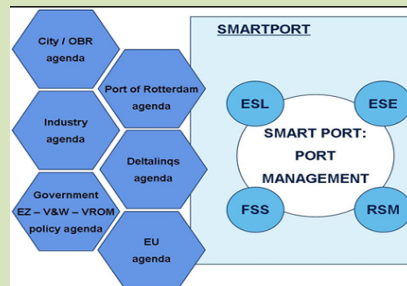 City / OBR
agenda
Port of Rotterdam
agenda
Industry
agenda
Deltalinqs
agenda
Government
EZ – V&W – VROM
policy agenda
EU
agenda
SMARTPORT
ESL
ESE
SMART PORT:
PORT
MANAGEMENT
FSS
RSM